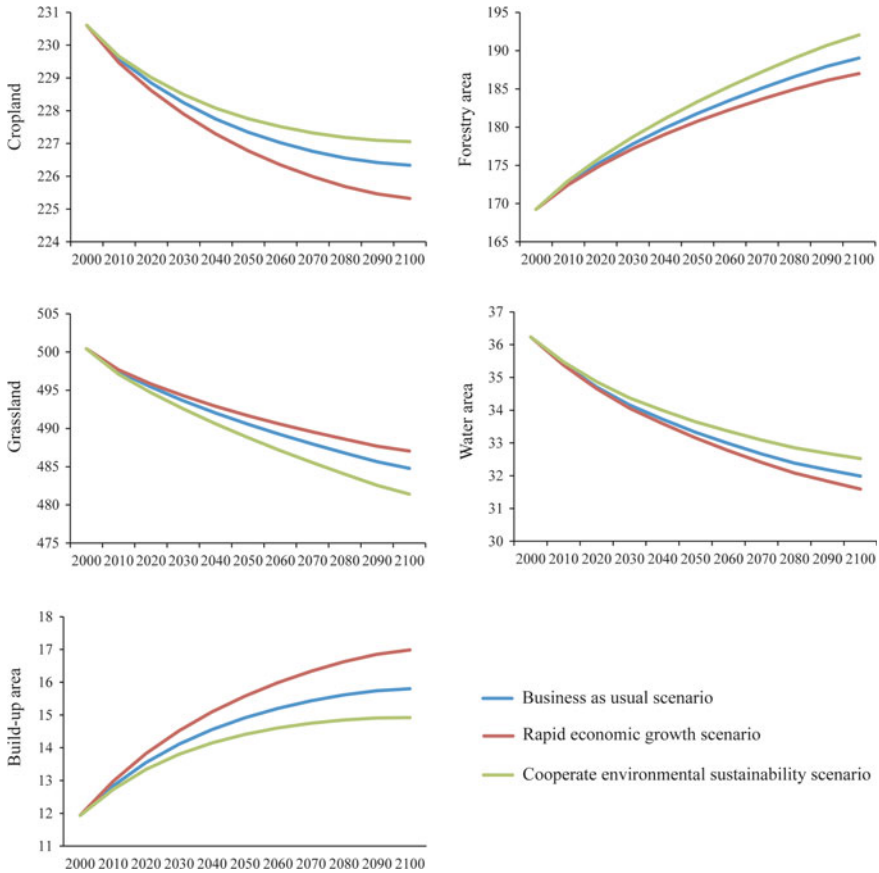 Cropland
231
230
229
228
227
226
225
224
2000 2010 2020 2030 2040 2050 2060 2070 2080 2090 2100
Forestry area
195
190
185
180
175
170
165
2000 2010 2020 2030 2040 2050 2060 2070 2080 2090 2100
Grassland
505
500
495
490
485
480
475
2000 2010 2020 2030 2040 2050 2060 2070 2080 2090 2100
Water area
37
36
35
34
33
32
31
30
2000 2010 2020 2030 2040 2050 2060 2070 2080 2090 2100
Build-up area
18
17
16
15
14
13
12
11
2000 2010 2020 2030 2040 2050 2060 2070 2080 2090 2100
Business as usual scenario
Rapid economic growth scenario
Cooperate environmental sustainability scenario